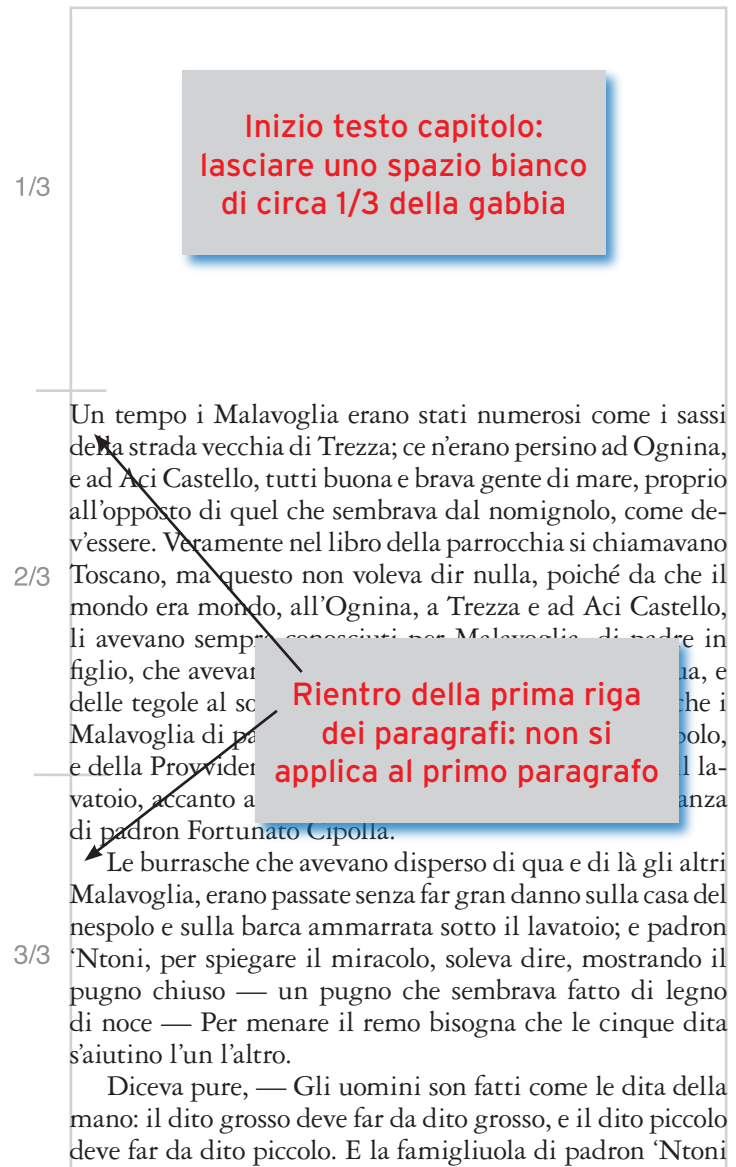 Inizio testo capitolo:
lasciare uno spazio bianco
di circa 1/3 della gabbia
1/3
Un tempo i Malavoglia erano stati numerosi come i sassi
della strada vecchia di Trezza; ce n'erano persino ad Ognina,
e ad Aci Castello, tutti buona e brava gente di mare, proprio
all'opposto di quel che sembrava dal nomignolo, come de-
v'essere. Veramente nel libro della parrocchia si chiamavano
2/3
Toscano, ma questo non voleva dir nulla, poiché da che il
mondo era mondo, all'Ognina, a Trezza e ad Aci Castello,
li avevano sempre conosciuti per Malavoglia, di padre in
figlio, che e
delle tegole al che i
Malavoglia di
e della la-
vatoio, accanto
di padron Fortunato Cipolla.
Rientro della prima riga
dei paragrafi: non si
applica al primo paragrafo
Le burrasche che avevano disperso di qua e di là gli altri
Malavoglia, erano passate senza far gran danno sulla casa del
nespolo e sulla barca ammarrata sotto il lavatoio; e padron
3/3
‘Ntoni, per spiegare il miracolo, soleva dire, mostrando il
pugno chiuso — un pugno che sembrava fatto di legno
di noce — Per menare il remo bisogna che le cinque dita
s'aiutino l'un l'altro.
Diceva pure, — Gli uomini son fatti come le dita della
mano: il dito grosso deve far da dito grosso, e il dito piccolo
deve far da dito piccolo. E la famigliuola di padron ‘Ntoni